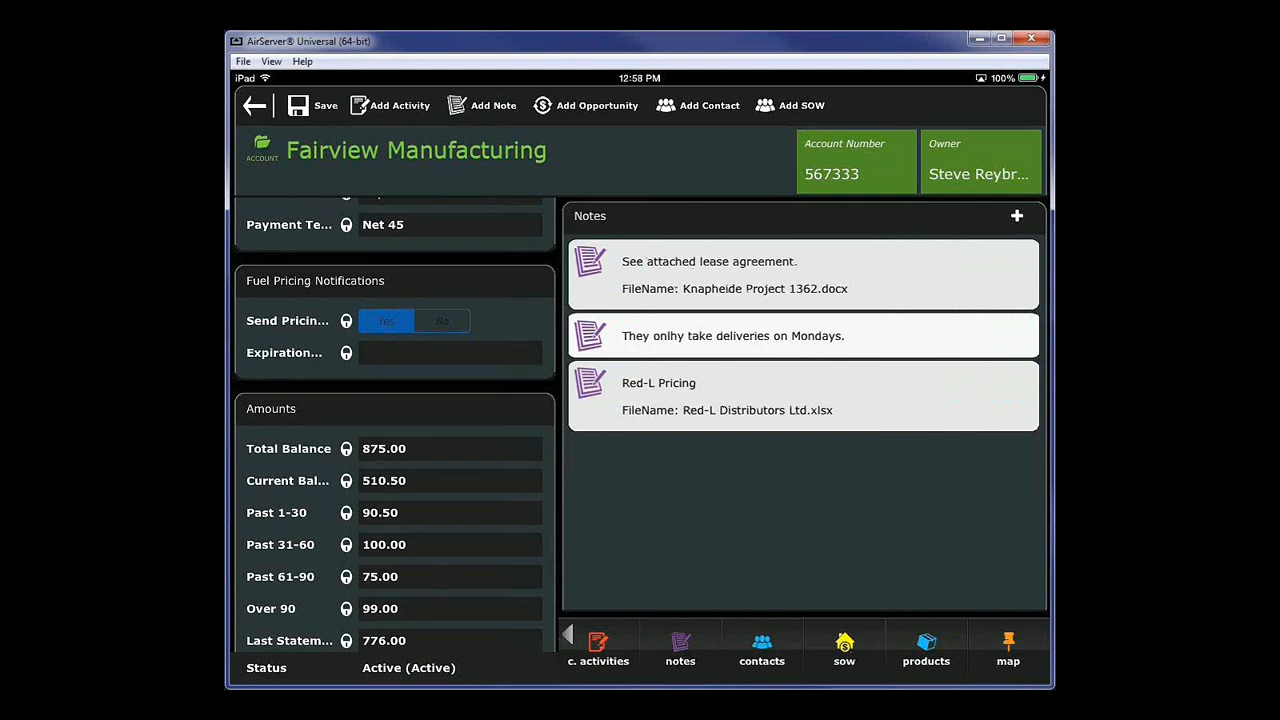 AirServer® Universal (64-bit)
File View Help
iPad 12:58 PM 100%
Save Add Activity Add Note Add Opportunity Add Contact Add SOW
ACCOUNT
Fairview Manufacturing
Account Number
567333
Owner
Steve Reybr...
Payment Te... Net 45
Fuel Pricing Notifications
Send Pricin... Yes No
Expiration...
Amounts
Total Balance 875.00
Current Bal... 510.50
Past 1-30 90.50
Past 31-60 100.00
Past 61-90 75.00
Over 90 99.00
Last Statem... 776.00
Status Active (Active)
Notes
See attached lease agreement.
FileName: Knapheide Project 1362.docx
They onlhy take deliveries on Mondays.
Red-L Pricing
FileName: Red-L Distributors Ltd.xlsx
c. activities notes contacts sow products map